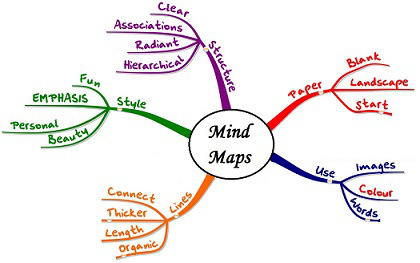 Mind
Maps
Paper
Blank
Landscape
Start
Use
Images
Colour
Words
Lines
Connect
Thicker
Length
Organic
Style
Fun
EMPHASIS
Personal
Beauty
Structure
Clear
Associations
Radiant
Hierarchical